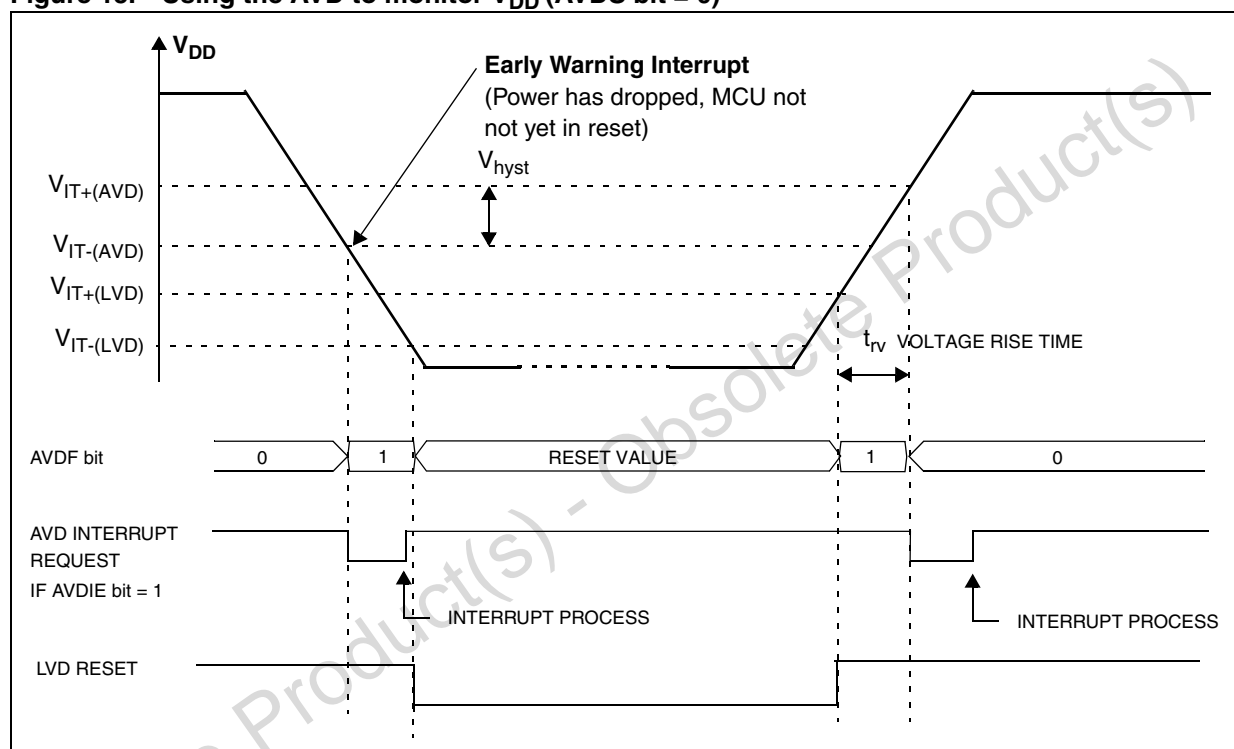 Figure 18. Using the AVD to monitor VDD (AVDS bit = 0)
VDD
Early Warning Interrupt
(Power has dropped, MCU not
not yet in reset)
Vhyst
VIT+(AVD)
VIT-(AVD)
VIT+(LVD)
VIT-(LVD)
trv VOLTAGE RISE TIME
AVDF bit
0
1
RESET VALUE
1
0
AVD INTERRUPT
REQUEST
IF AVDIE bit = 1
INTERRUPT PROCESS
INTERRUPT PROCESS
LVD RESET
Product(s) - Obsolete Product(s)